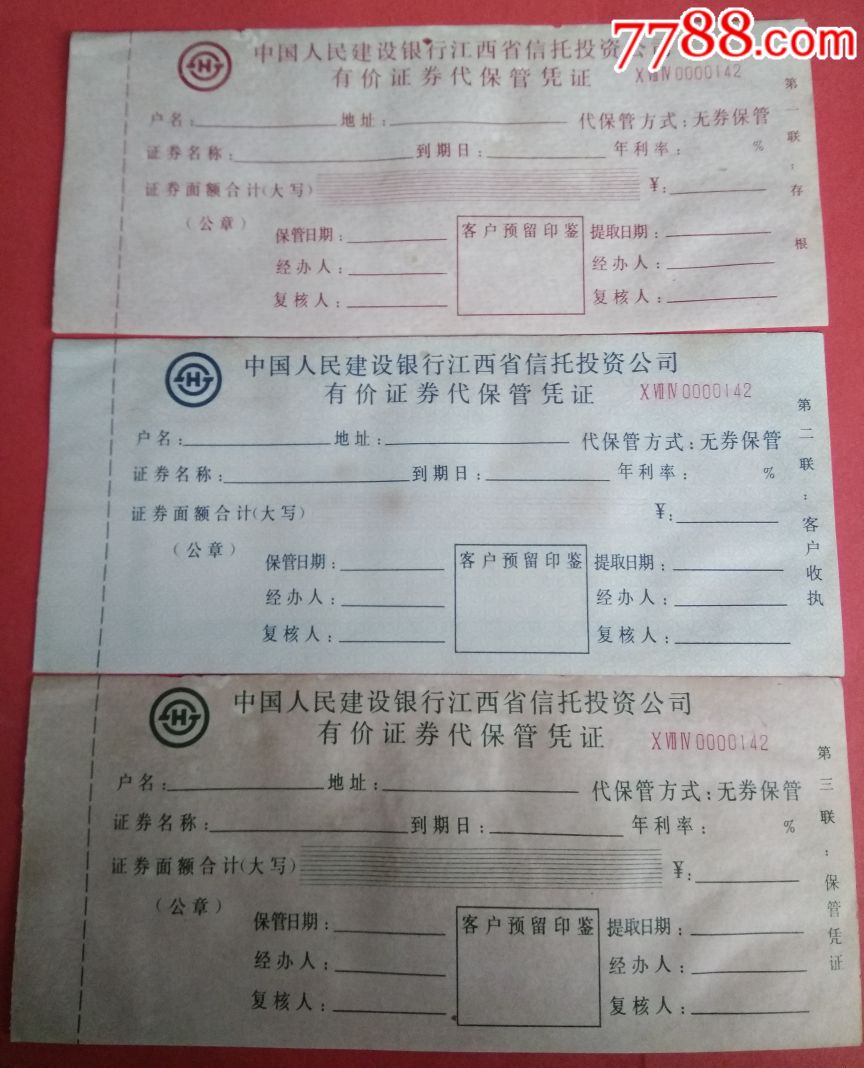 7788.com
中国人民建设银行江西省信托投资公司
有价证券代保管凭证 XⅦⅣ0000142
户名: 地址: 代保管方式:无券保管
证券名称: 到期日: 年利率: %
证券面额合计(大写) ¥:
(公章) 保管日期: 客户预留印鉴 提取日期:
经办人: 经办人:
复核人: 复核人:
第一联:存根
中国人民建设银行江西省信托投资公司
有价证券代保管凭证 XⅦⅣ0000142
户名: 地址: 代保管方式:无券保管
证券名称: 到期日: 年利率: %
证券面额合计(大写) ¥:
(公章) 保管日期: 客户预留印鉴 提取日期:
经办人: 经办人:
复核人: 复核人:
第二联:客户收执
中国人民建设银行江西省信托投资公司
有价证券代保管凭证 XⅦⅣ0000142
户名: 地址: 代保管方式:无券保管
证券名称: 到期日: 年利率: %
证券面额合计(大写) ¥:
(公章) 保管日期: 客户预留印鉴 提取日期:
经办人: 经办人:
复核人: 复核人:
第三联:保管凭证